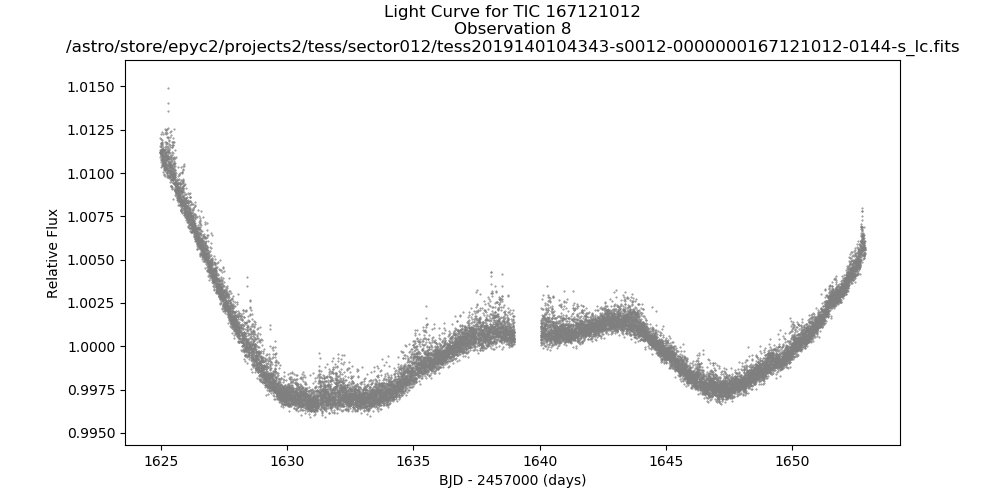 Light Curve for TIC 167121012
Observation 8
/astro/store/epyc2/projects2/tess/sector012/tess2019140104343-s0012-0000000167121012-0144-s_lc.fits
Relative Flux
1.0150
1.0125
1.0100
1.0075
1.0050
1.0025
1.0000
0.9975
0.9950
1625 1630 1635 1640 1645 1650
BJD - 2457000 (days)